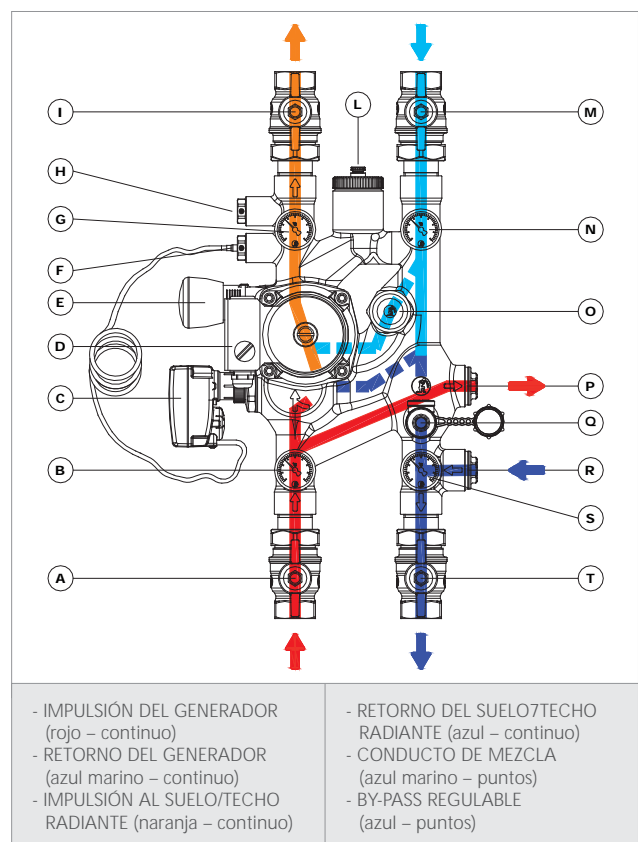 L
I
M
H
G
N
F
E
O
D
C
P
Q
B
R
S
A
T
- IMPULSIÓN DEL GENERADOR
(rojo – continuo)
- RETORNO DEL GENERADOR
(azul marino – continuo)
- IMPULSIÓN AL SUELO/TECHO
RADIANTE (naranja – continuo)
- RETORNO DEL SUELO7TECHO
RADIANTE (azul – continuo)
- CONDUCTO DE MEZCLA
(azul marino – puntos)
- BY-PASS REGULABLE
(azul – puntos)